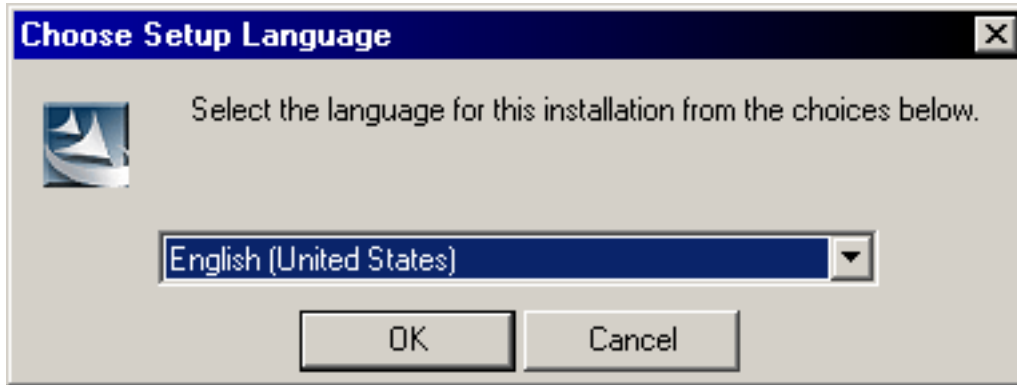 Choose Setup Language
Select the language for this installation from the choices below.
English (United States)
OK Cancel